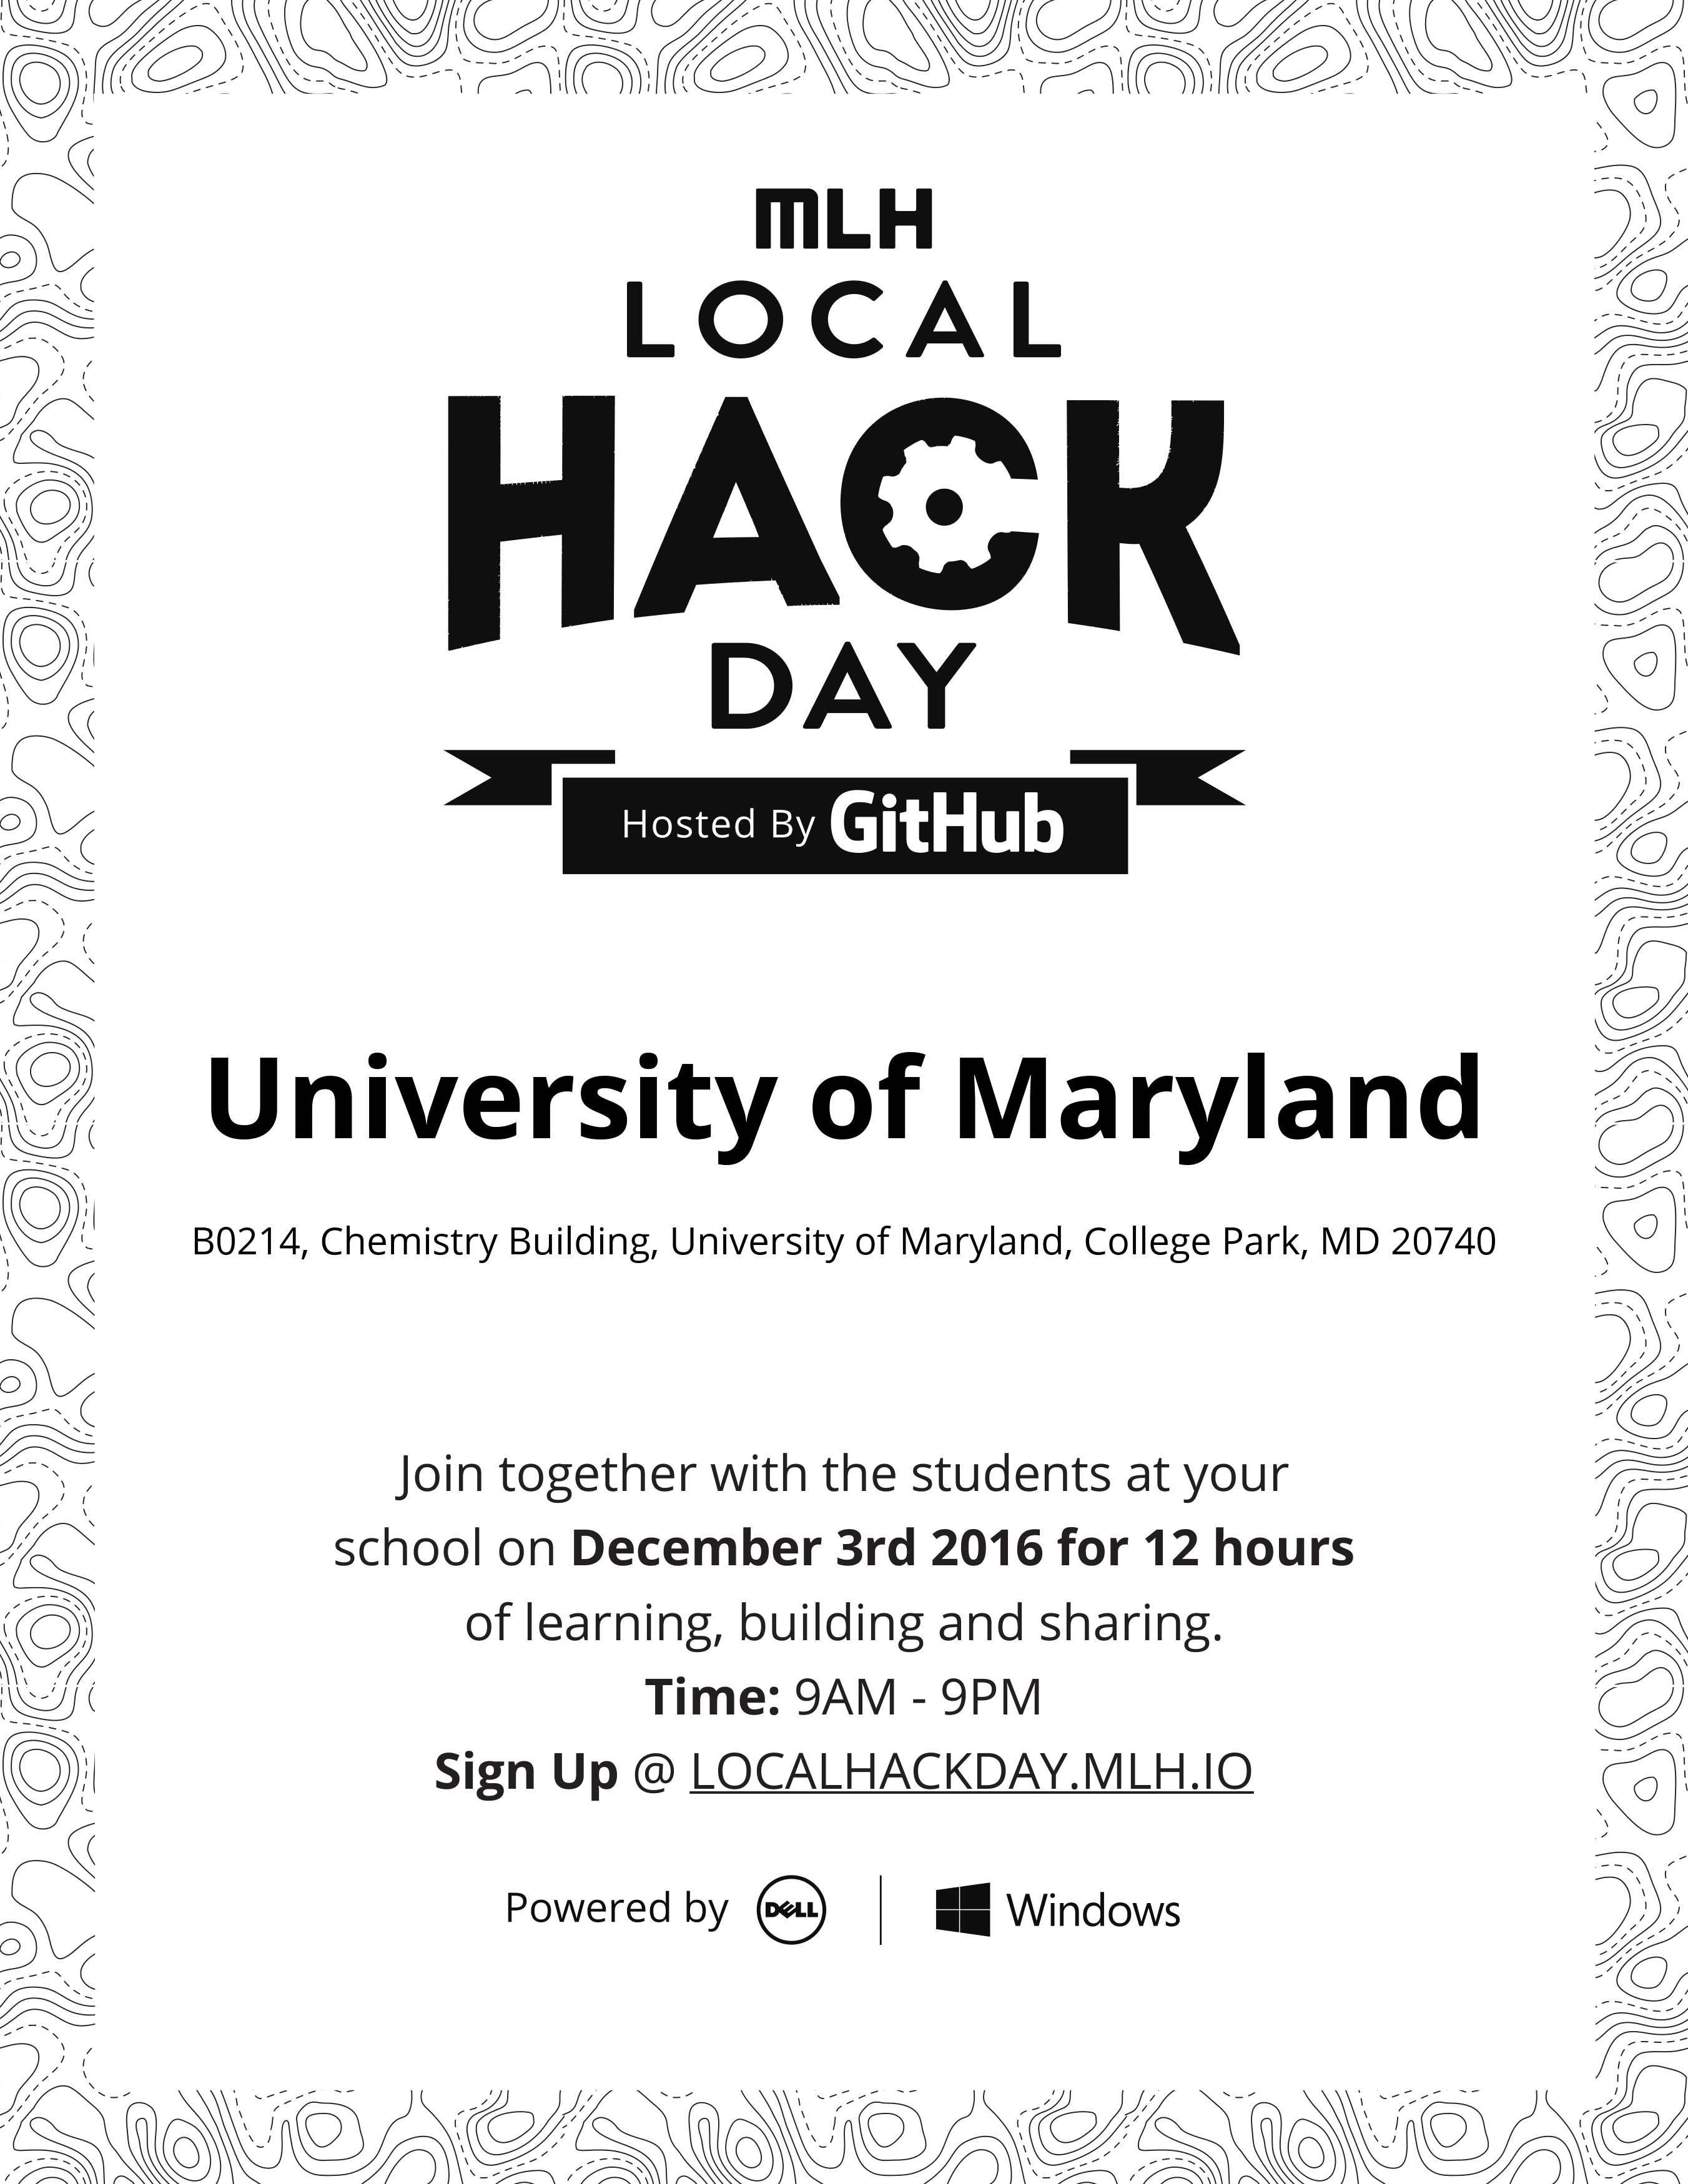 MLH
LOCAL
HACK
DAY
Hosted By GitHub
University of Maryland
B0214, Chemistry Building, University of Maryland, College Park, MD 20740
Join together with the students at your
school on December 3rd 2016 for 12 hours
of learning, building and sharing.
Time: 9AM - 9PM
Sign Up @ LOCALHACKDAY.MLH.IO
Powered by DELL Windows